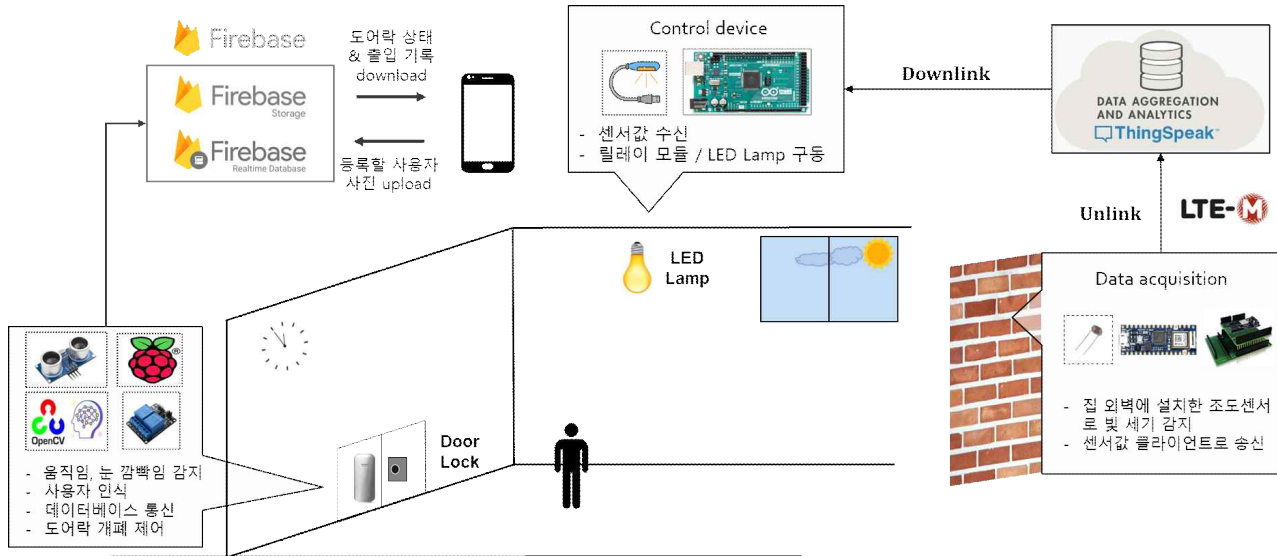 Firebase
Firebase
Storage
Firebase
Realtime Database
도어락 상태
& 출입 기록
download
등록할 사용자
사진 upload
Control device
- 센서값 수신
- 릴레이 모듈 / LED Lamp 구동
Downlink
DATA AGGREGATION
AND ANALYTICS
ThingSpeak™
Unlink
LTE-M
LED
Lamp
Data acquisition
- 집 외벽에 설치한 조도센서
로 빛 세기 감지
- 센서값 클라이언트로 송신
OpenCV
- 움직임, 눈 깜빡임 감지
- 사용자 인식
- 데이터베이스 통신
- 도어락 개폐 제어
Door
Lock